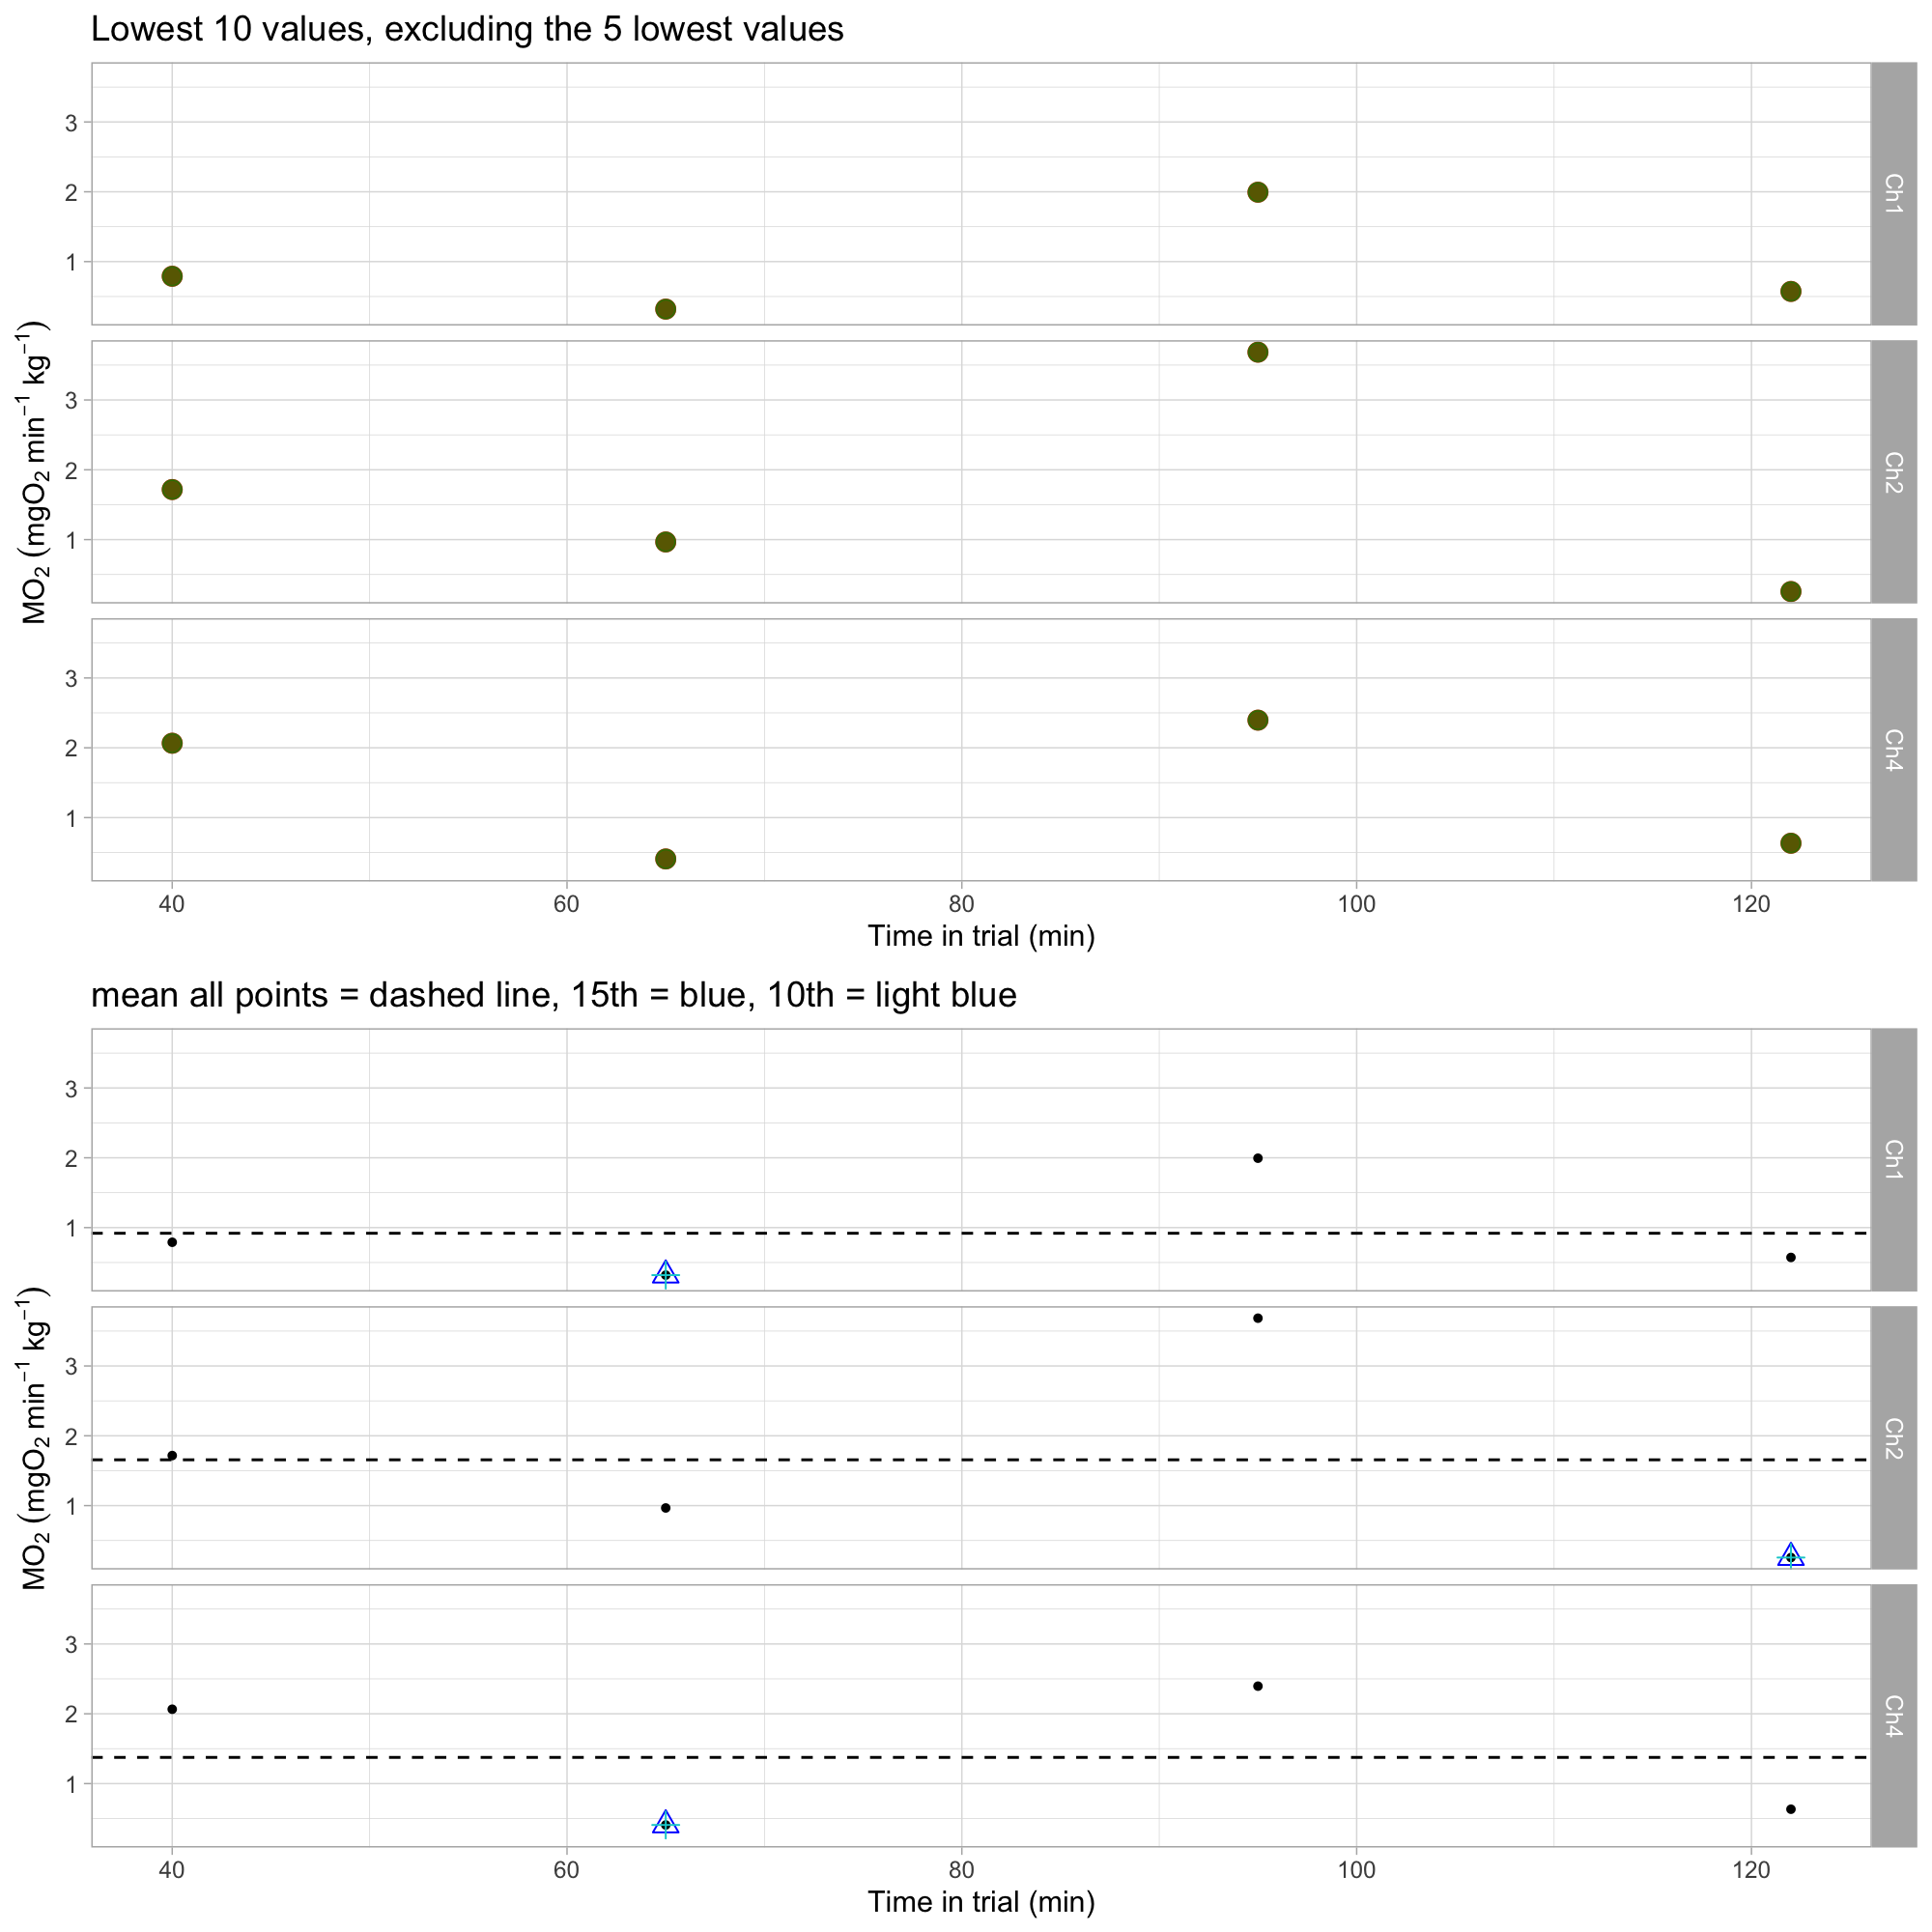 Lowest 10 values, excluding the 5 lowest values
MO₂ (mgO₂ min⁻¹ kg⁻¹)
3
2
1
Ch1
3
2
1
Ch2
3
2
1
Ch4
40 60 80 100 120
Time in trial (min)
mean all points = dashed line, 15th = blue, 10th = light blue
MO₂ (mgO₂ min⁻¹ kg⁻¹)
3
2
1
Ch1
3
2
1
Ch2
3
2
1
Ch4
40 60 80 100 120
Time in trial (min)